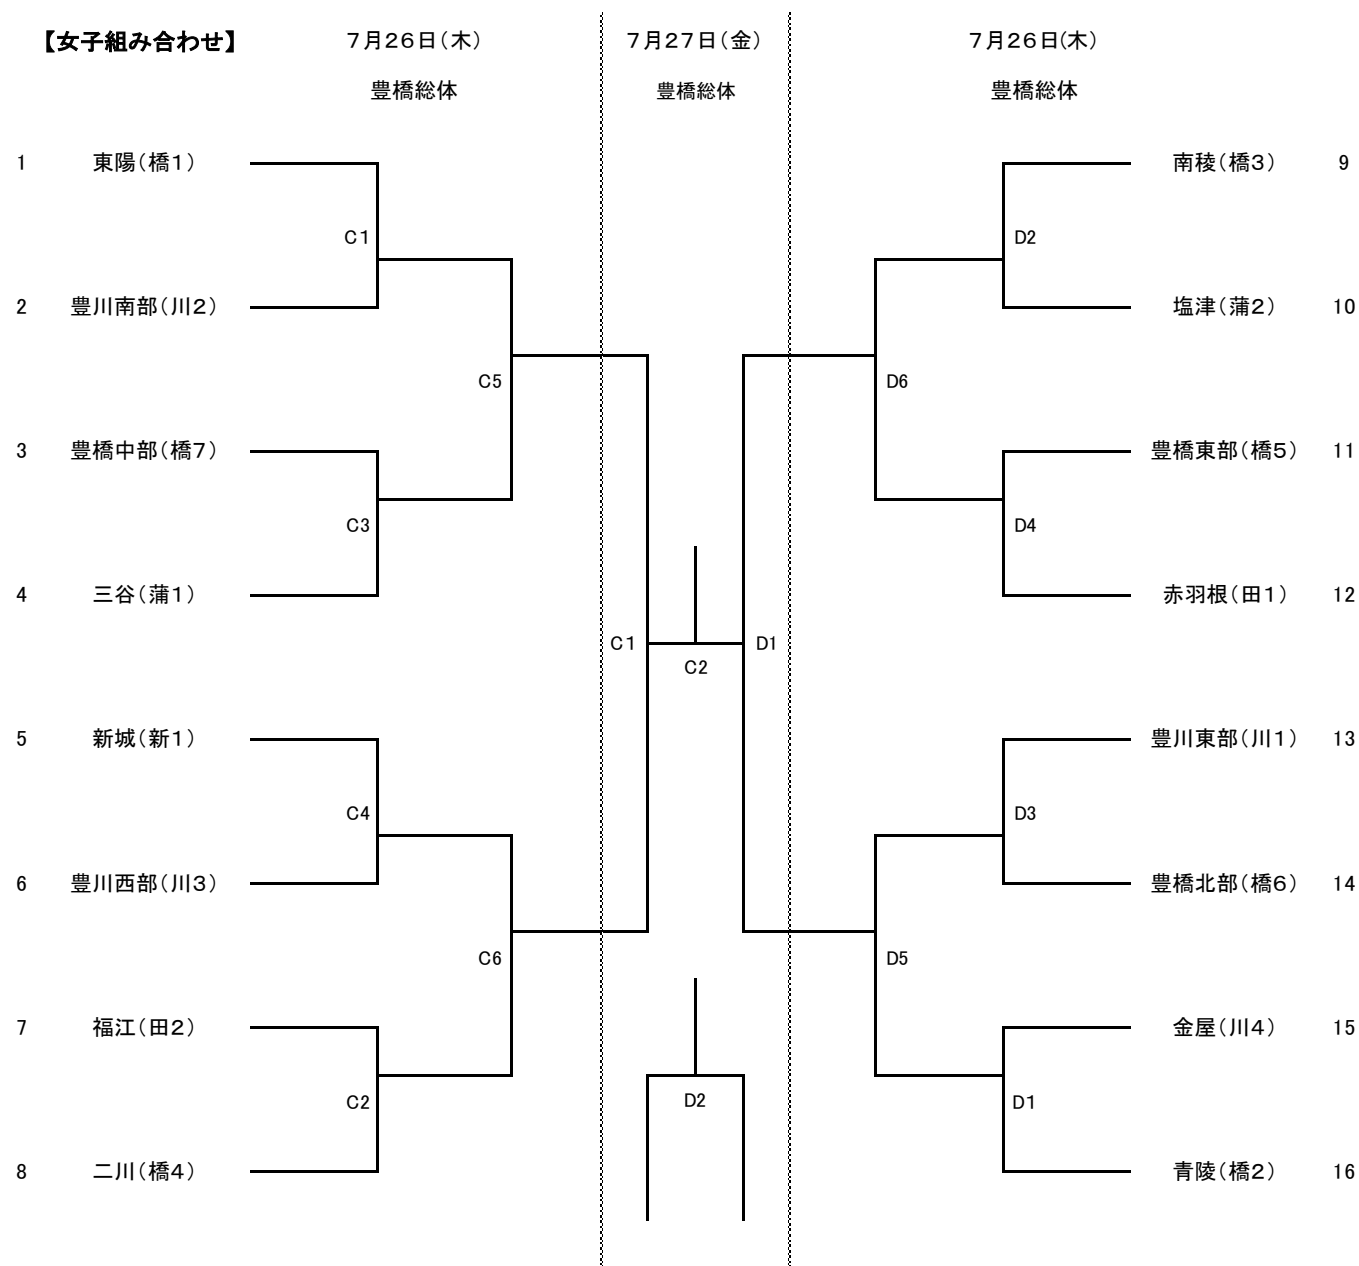 【女子組み合わせ】 ７月２６日（木） ７月２７日（金） ７月２６日(木)
豊橋総体 豊橋総体 豊橋総体
1 東陽（橋１） 南稜（橋３） 9
C１ D2
2 豊川南部（川２） 塩津（蒲２） 10
C5 D6
3 豊橋中部（橋７） 豊橋東部（橋５） 11
C3 D4
4 三谷（蒲１） 赤羽根（田１） 12
C１ C2 D1
5 新城（新１） 豊川東部（川１） 13
C4 D3
6 豊川西部（川３） 豊橋北部（橋６） 14
C6 D5
7 福江（田２） 金屋（川４） 15
C2 D2 D1
8 二川（橋４） 青陵（橋２） 16